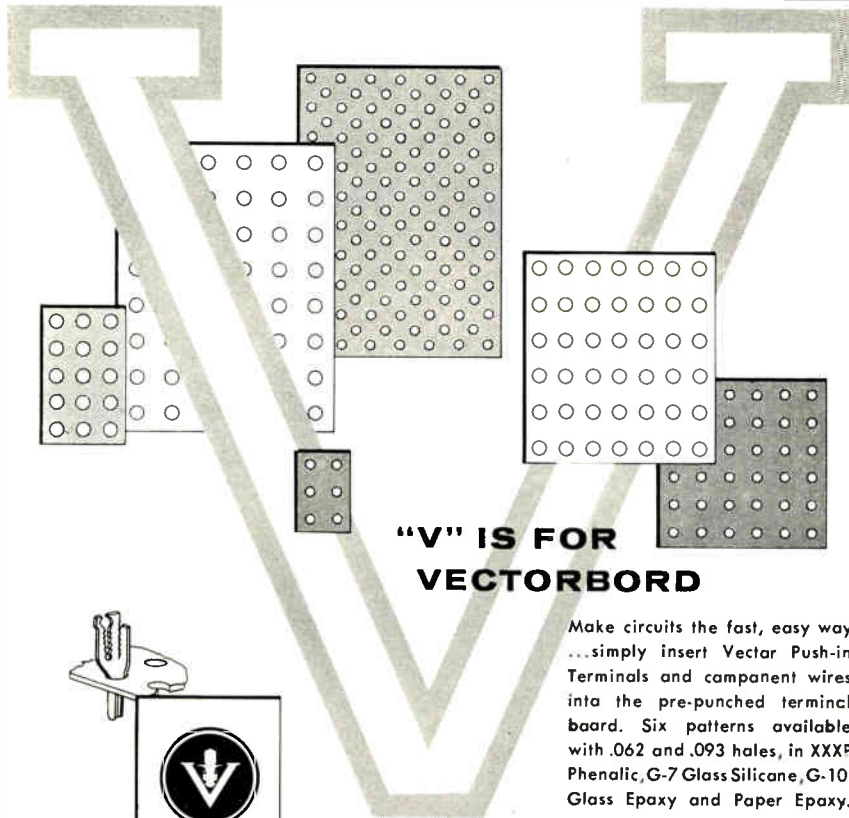 "V" IS FOR
VECTORBORD
Make circuits the fast, easy way
...simply insert Vectar Push-in
Terminals and campanent wires
inta the pre-punched terminal
baard. Six patterns available
with .062 and .093 hales, in XXXP
Phenalic, G-7 Glass Silicane, G-10
Glass Epaxy and Paper Epaxy.
V